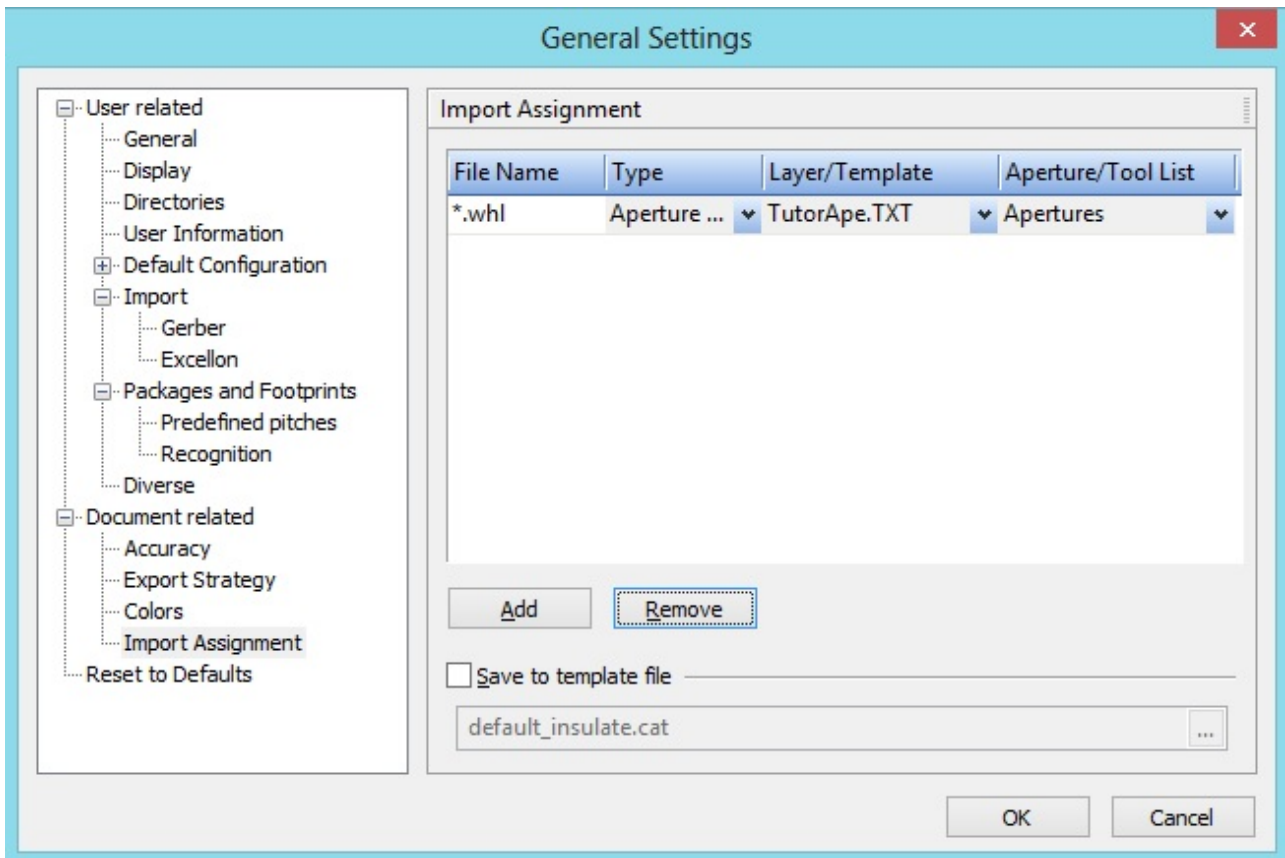 General Settings
User related
General
Display
Directories
User Information
Default Configuration
Import
Gerber
Excellon
Packages and Footprints
Predefined pitches
Recognition
Diverse
Document related
Accuracy
Export Strategy
Colors
Import Assignment
Reset to Defaults
Import Assignment
File Name Type Layer/Template Aperture/Tool List
*.whl Aperture ... TutorApe.TXT Apertures
Add Remove
Save to template file
default_insulate.cat ...
OK Cancel